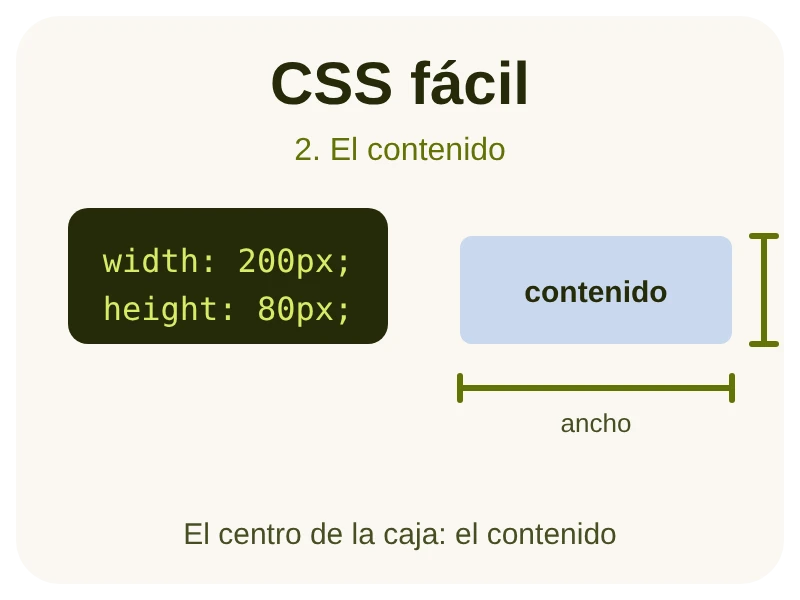 CSS fácil
2. El contenido
width: 200px;
height: 80px;
contenido
ancho
El centro de la caja: el contenido